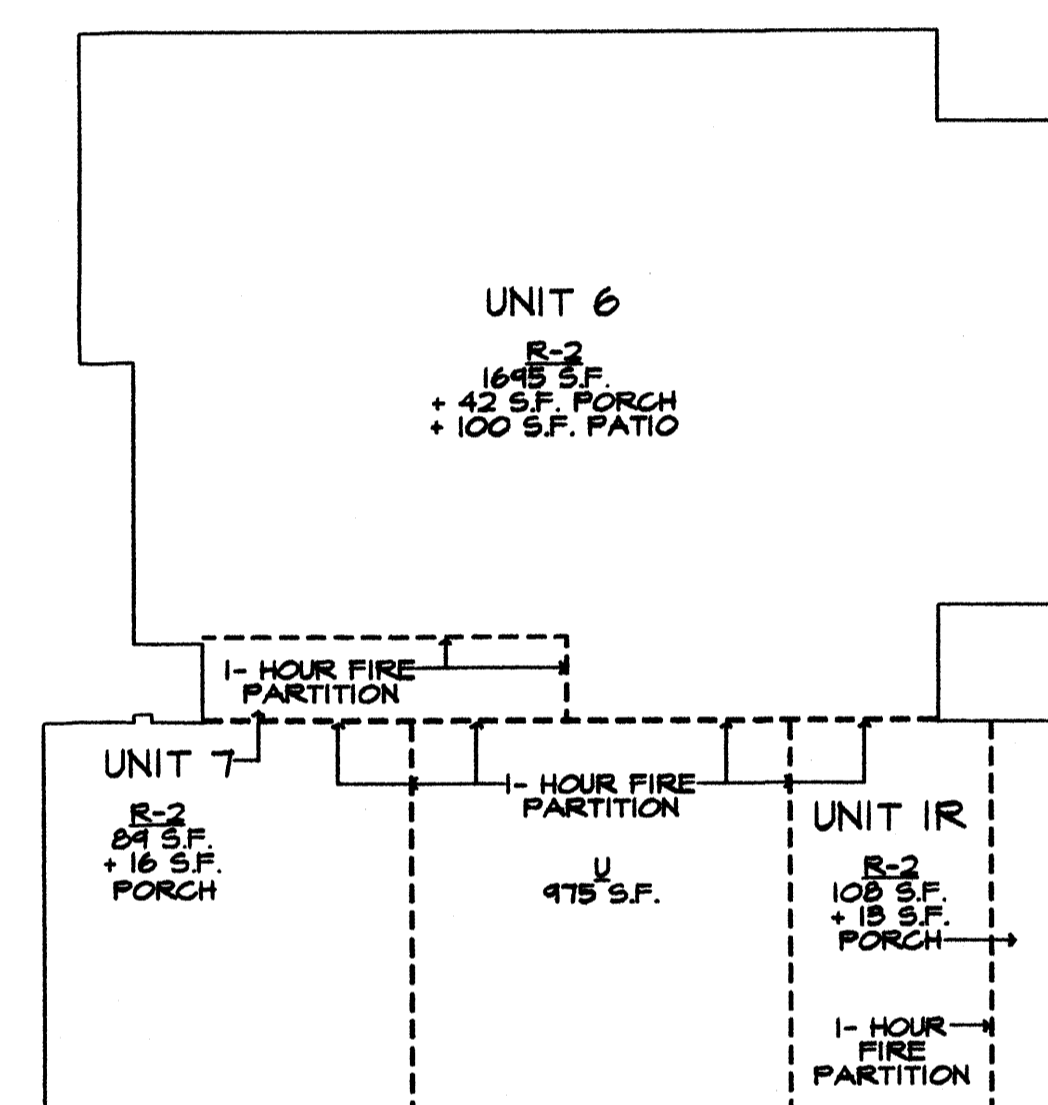 UNIT 6
R-2
1695 S.F.
+ 42 S.F. PORCH
+ 100 S.F. PATIO
1- HOUR FIRE
PARTITION
UNIT 7
R-2
89 S.F.
+ 16 S.F.
PORCH
1- HOUR FIRE
PARTITION
U
975 S.F.
UNIT 1R
R-2
108 S.F.
+ 13 S.F.
PORCH
1- HOUR
FIRE
PARTITION